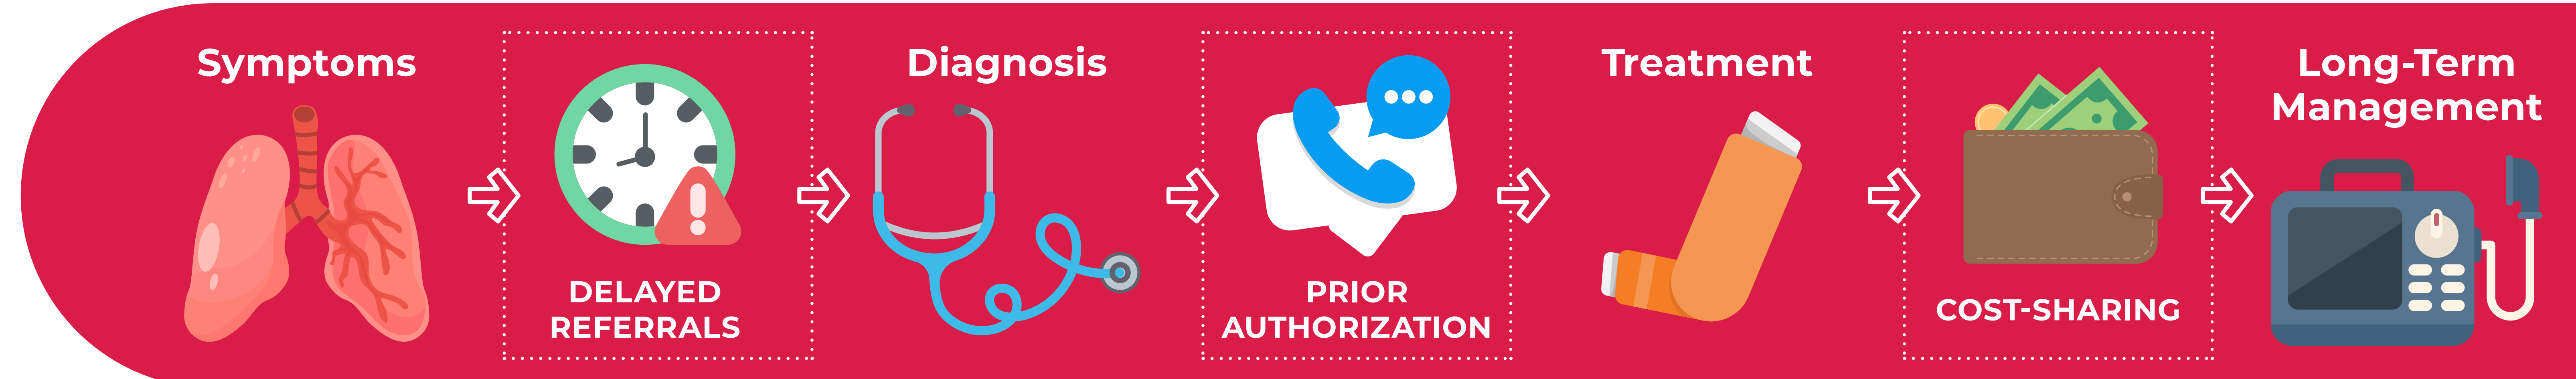 Symptoms
DELAYED
REFERRALS
Diagnosis
PRIOR
AUTHORIZATION
Treatment
COST-SHARING
Long-Term
Management